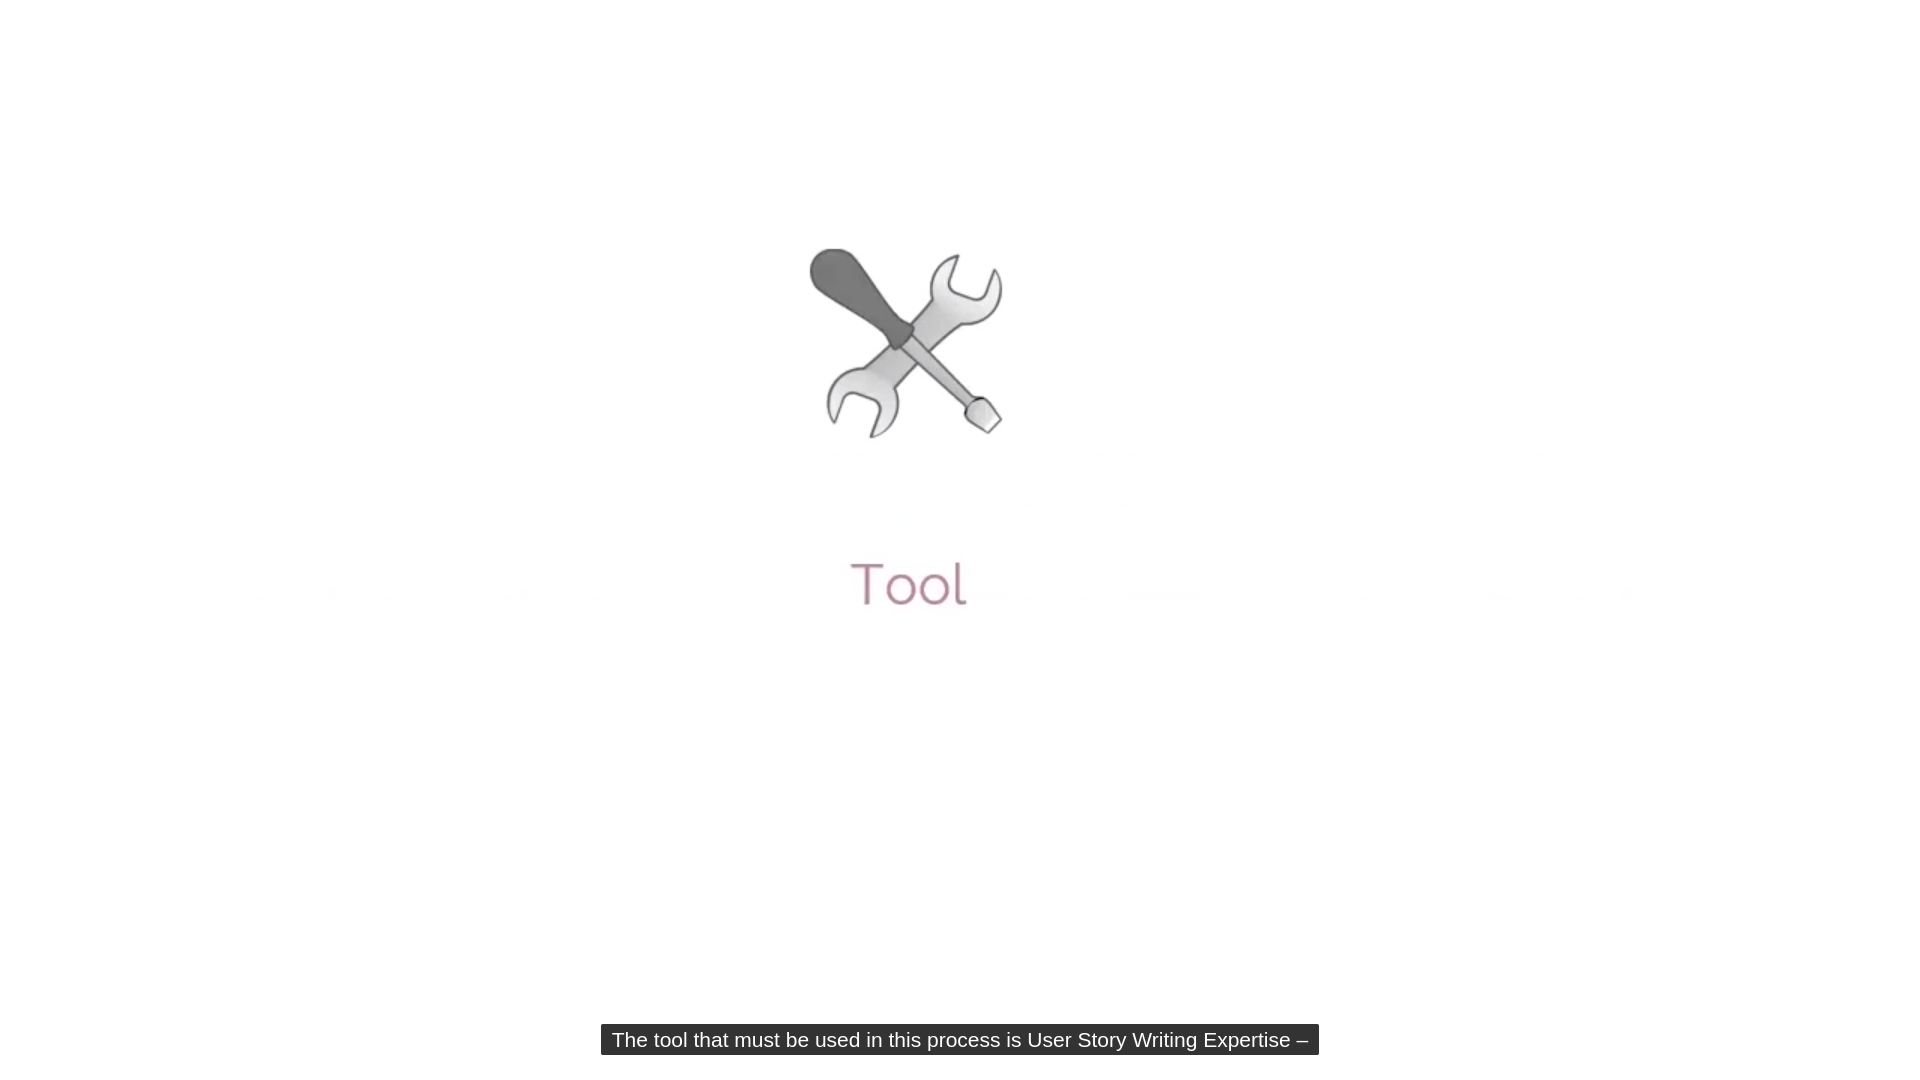 Tool
The tool that must be used in this process is User Story Writing Expertise –